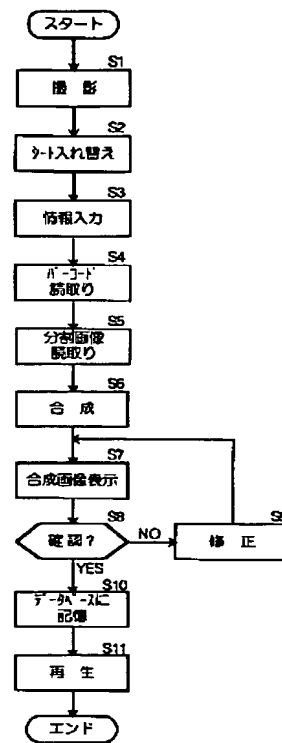 スタート
S1
撮 影
S2
シート入れ替え
S3
情報入力
S4
バーコード
読取り
S5
分割画像
読取り
S6
合 成
S7
合成画像表示
S8
確認?
NO
S9
修 正
YES
S10
データベースに
記憶
S11
再 生
エンド